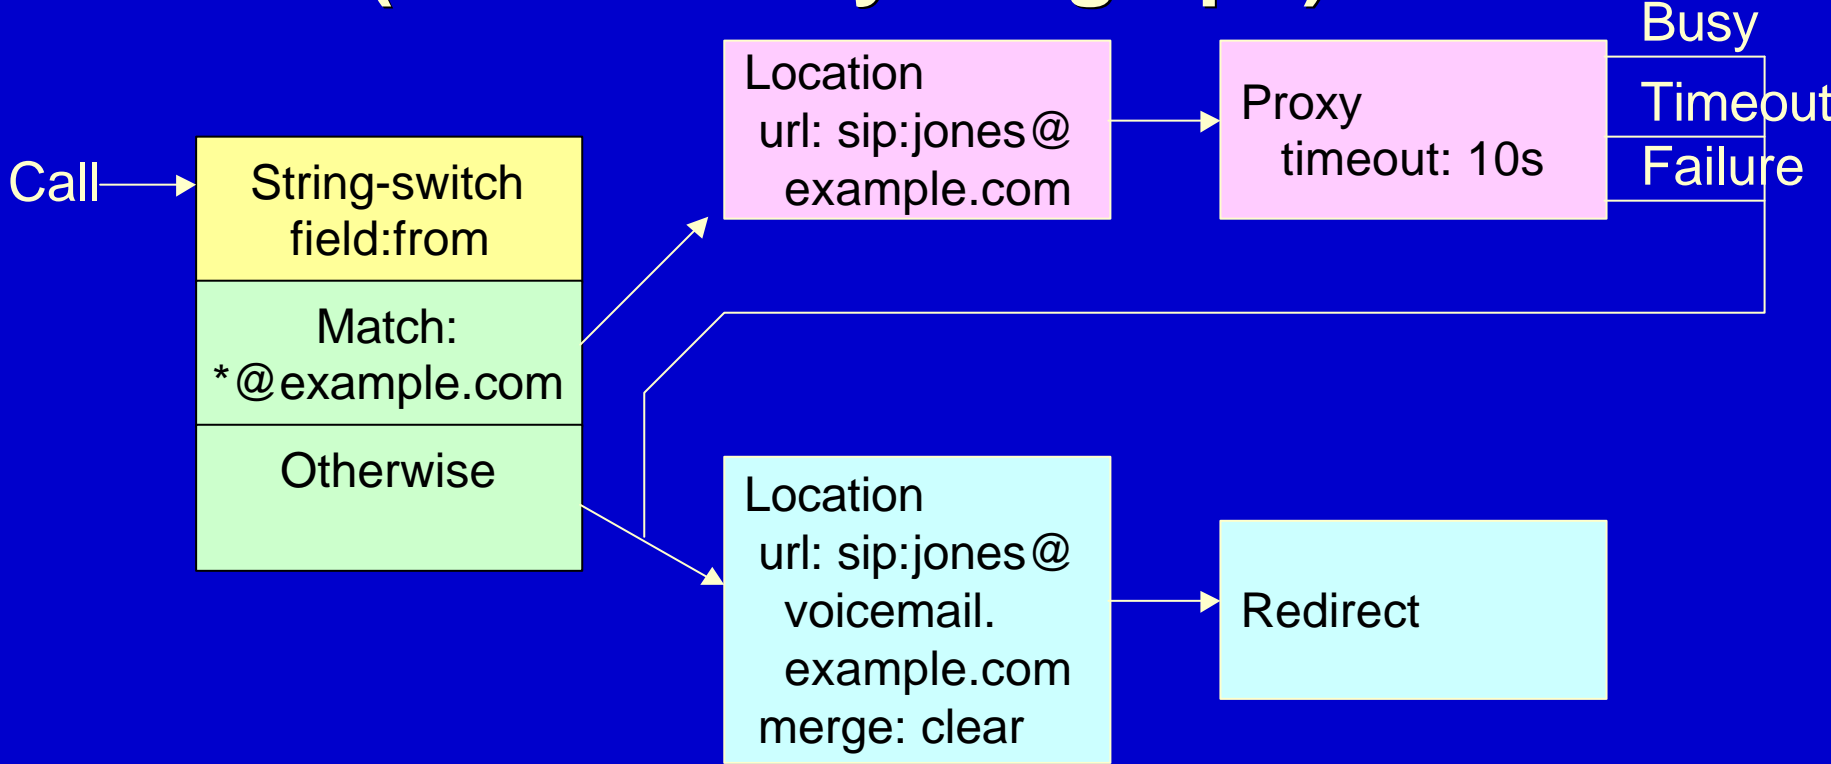 Call
String-switch
field:from
Match:
*@example.com
Otherwise
Location
url: sip:jones@
example.com
Proxy
timeout: 10s
Busy
Timeout
Failure
Location
url: sip:jones@
voicemail.
example.com
merge: clear
Redirect